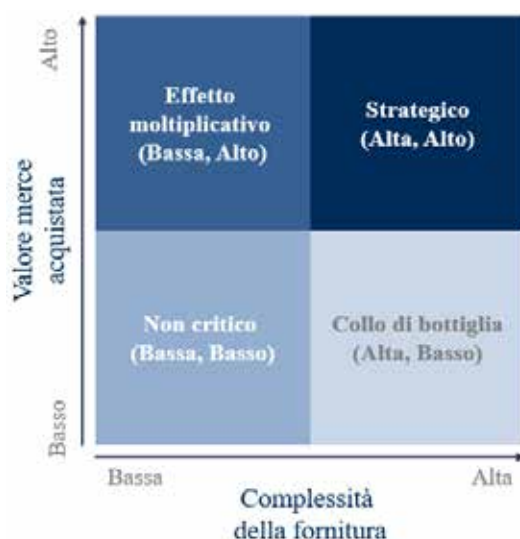 Alto
Valore merce
acquistata
Basso
Effetto
moltiplicativo
(Bassa, Alto)
Strategico
(Alta, Alto)
Non critico
(Bassa, Basso)
Collo di bottiglia
(Alta, Basso)
Bassa
Alta
Complessità
della fornitura